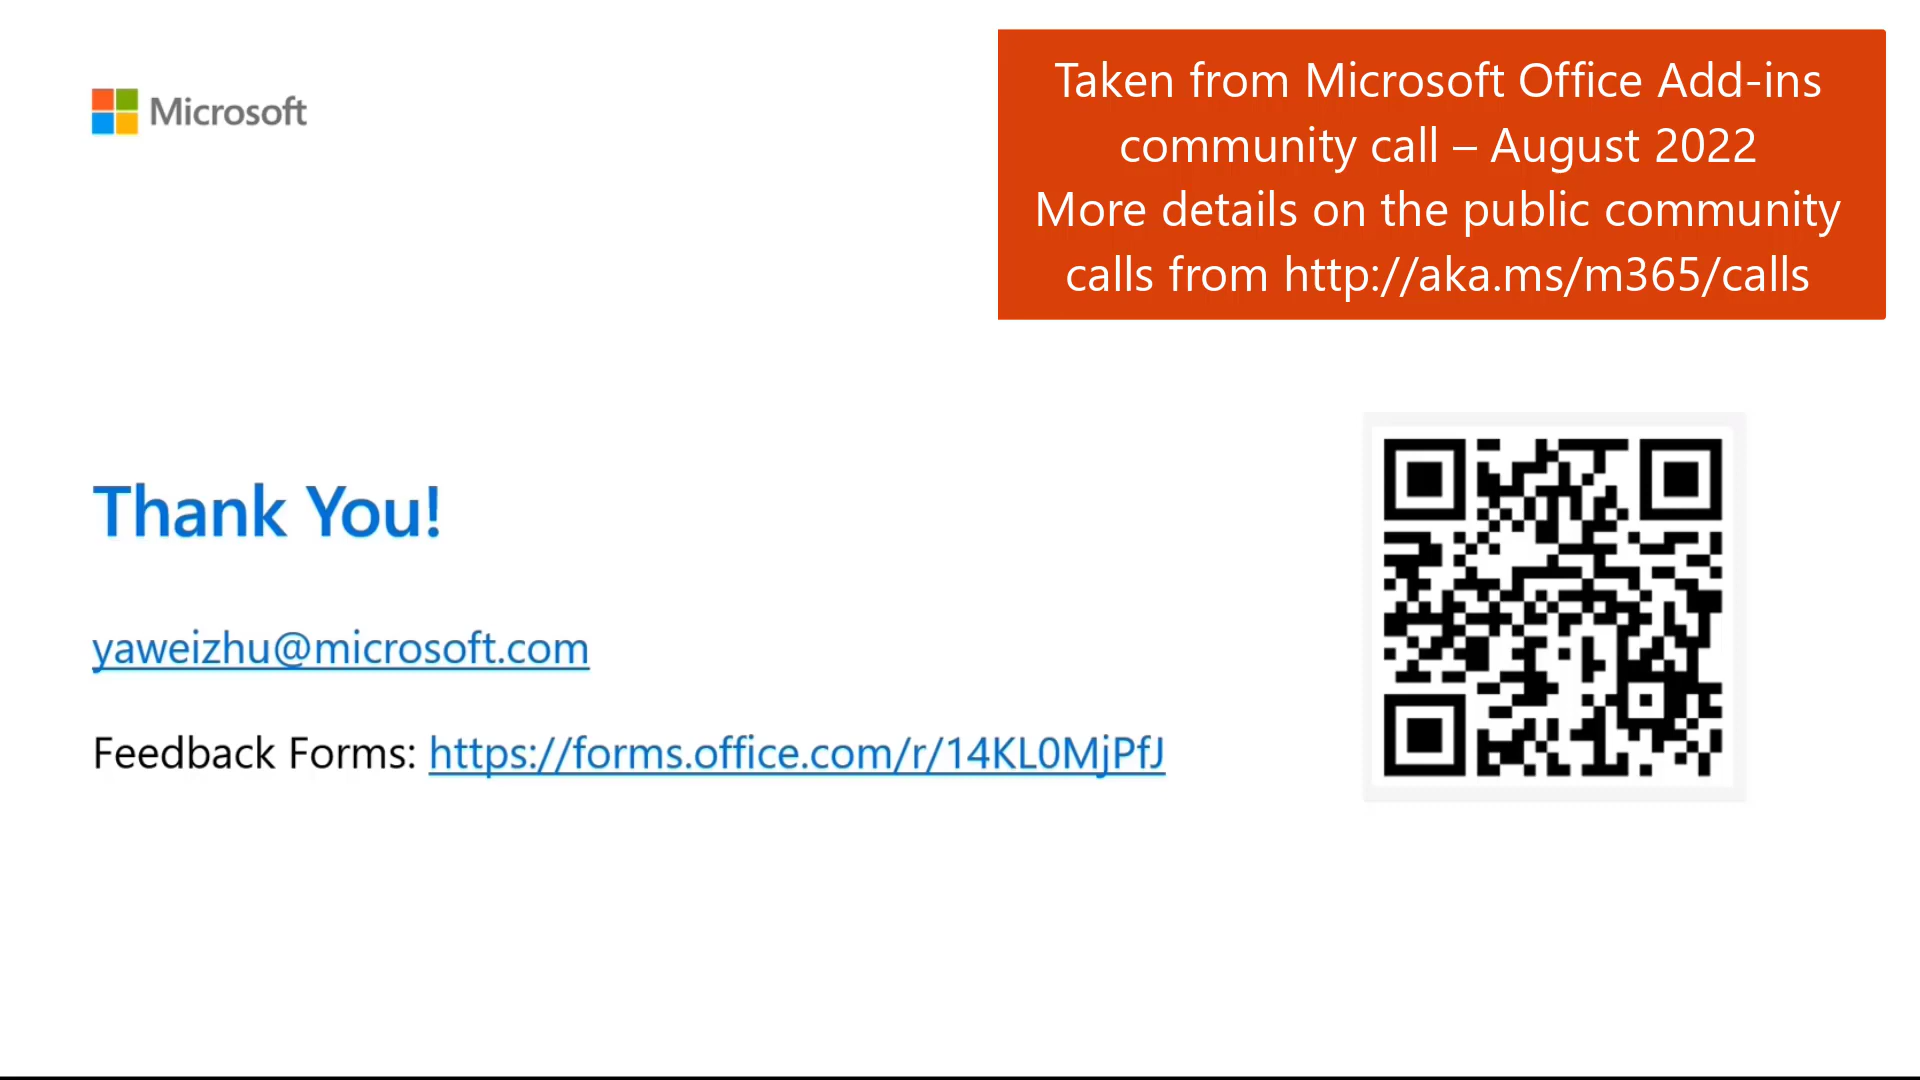 Microsoft
Taken from Microsoft Office Add-ins
community call – August 2022
More details on the public community
calls from http://aka.ms/m365/calls
Thank You!
yaweizhu@microsoft.com
Feedback Forms: https://forms.office.com/r/14KL0MjPfJ